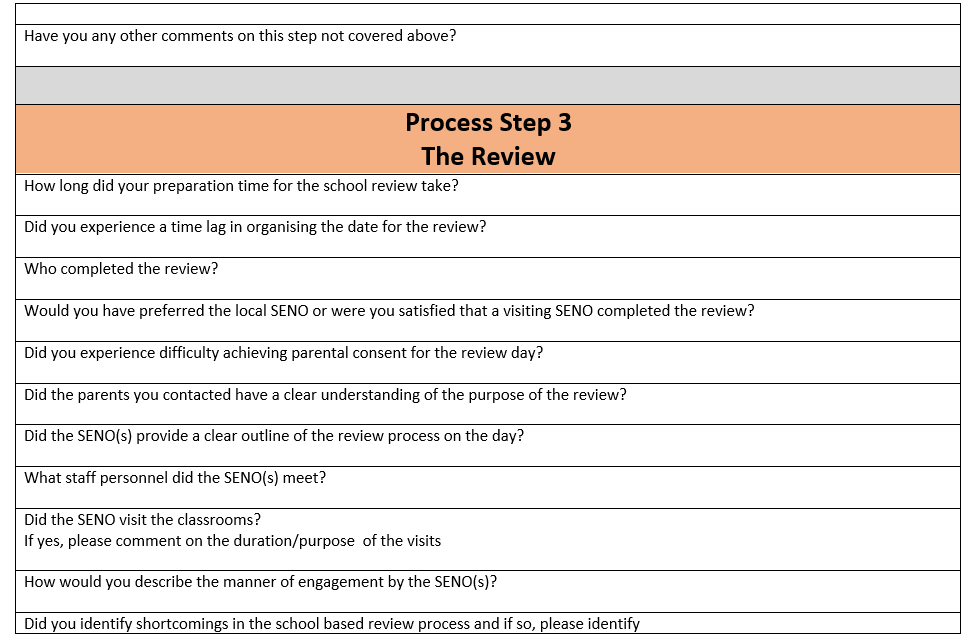 Have you any other comments on this step not covered above?
Process Step 3
The Review
How long did your preparation time for the school review take?
Did you experience a time lag in organising the date for the review?
Who completed the review?
Would you have preferred the local SENO or were you satisfied that a visiting SENO completed the review?
Did you experience difficulty achieving parental consent for the review day?
Did the parents you contacted have a clear understanding of the purpose of the review?
Did the SENO(s) provide a clear outline of the review process on the day?
What staff personnel did the SENO(s) meet?
Did the SENO visit the classrooms?
If yes, please comment on the duration/purpose  of the visits
How would you describe the manner of engagement by the SENO(s)?
Did you identify shortcomings in the school based review process and if so, please identify